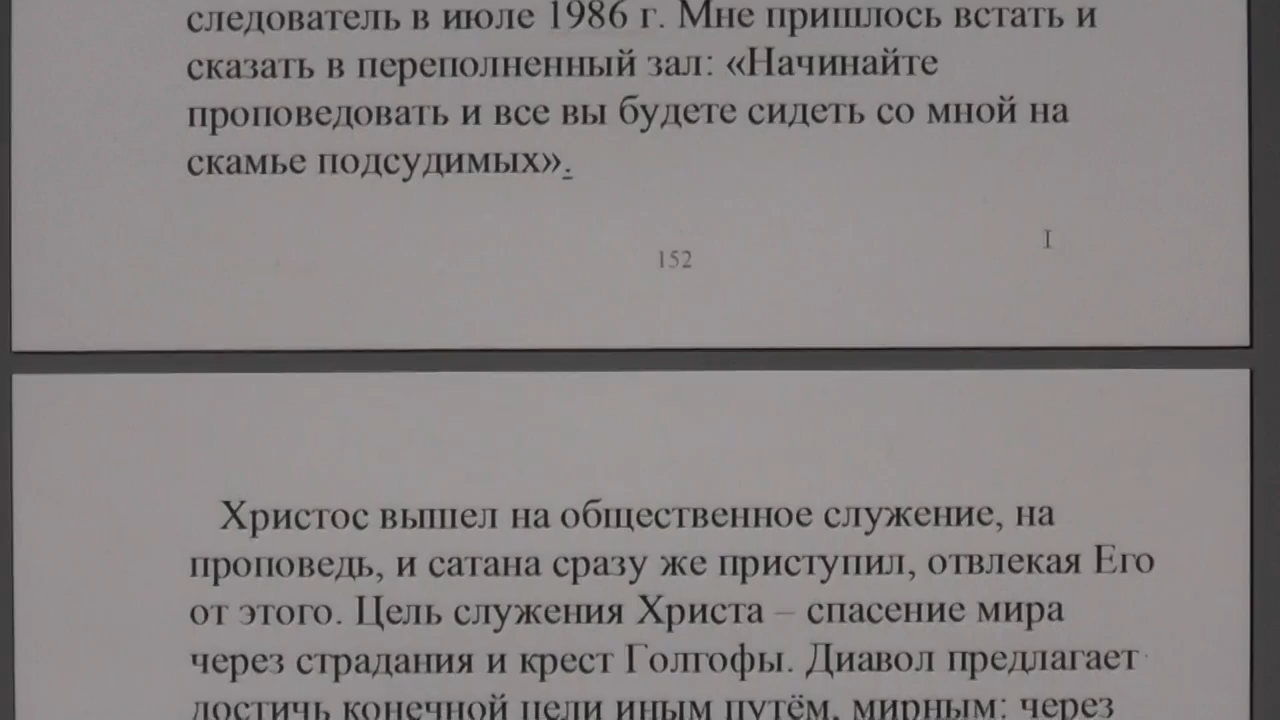 следователь в июле 1986 г. Мне пришлось встать и
сказать в переполненный зал: «Начинайте
проповедовать и все вы будете сидеть со мной на
скамье подсудимых».
152
Христос вышел на общественное служение, на
проповедь, и сатана сразу же приступил, отвлекая Его
от этого. Цель служения Христа – спасение мира
через страдания и крест Голгофы. Диавол предлагает
достичь конечной цели иным путём, мирным: через